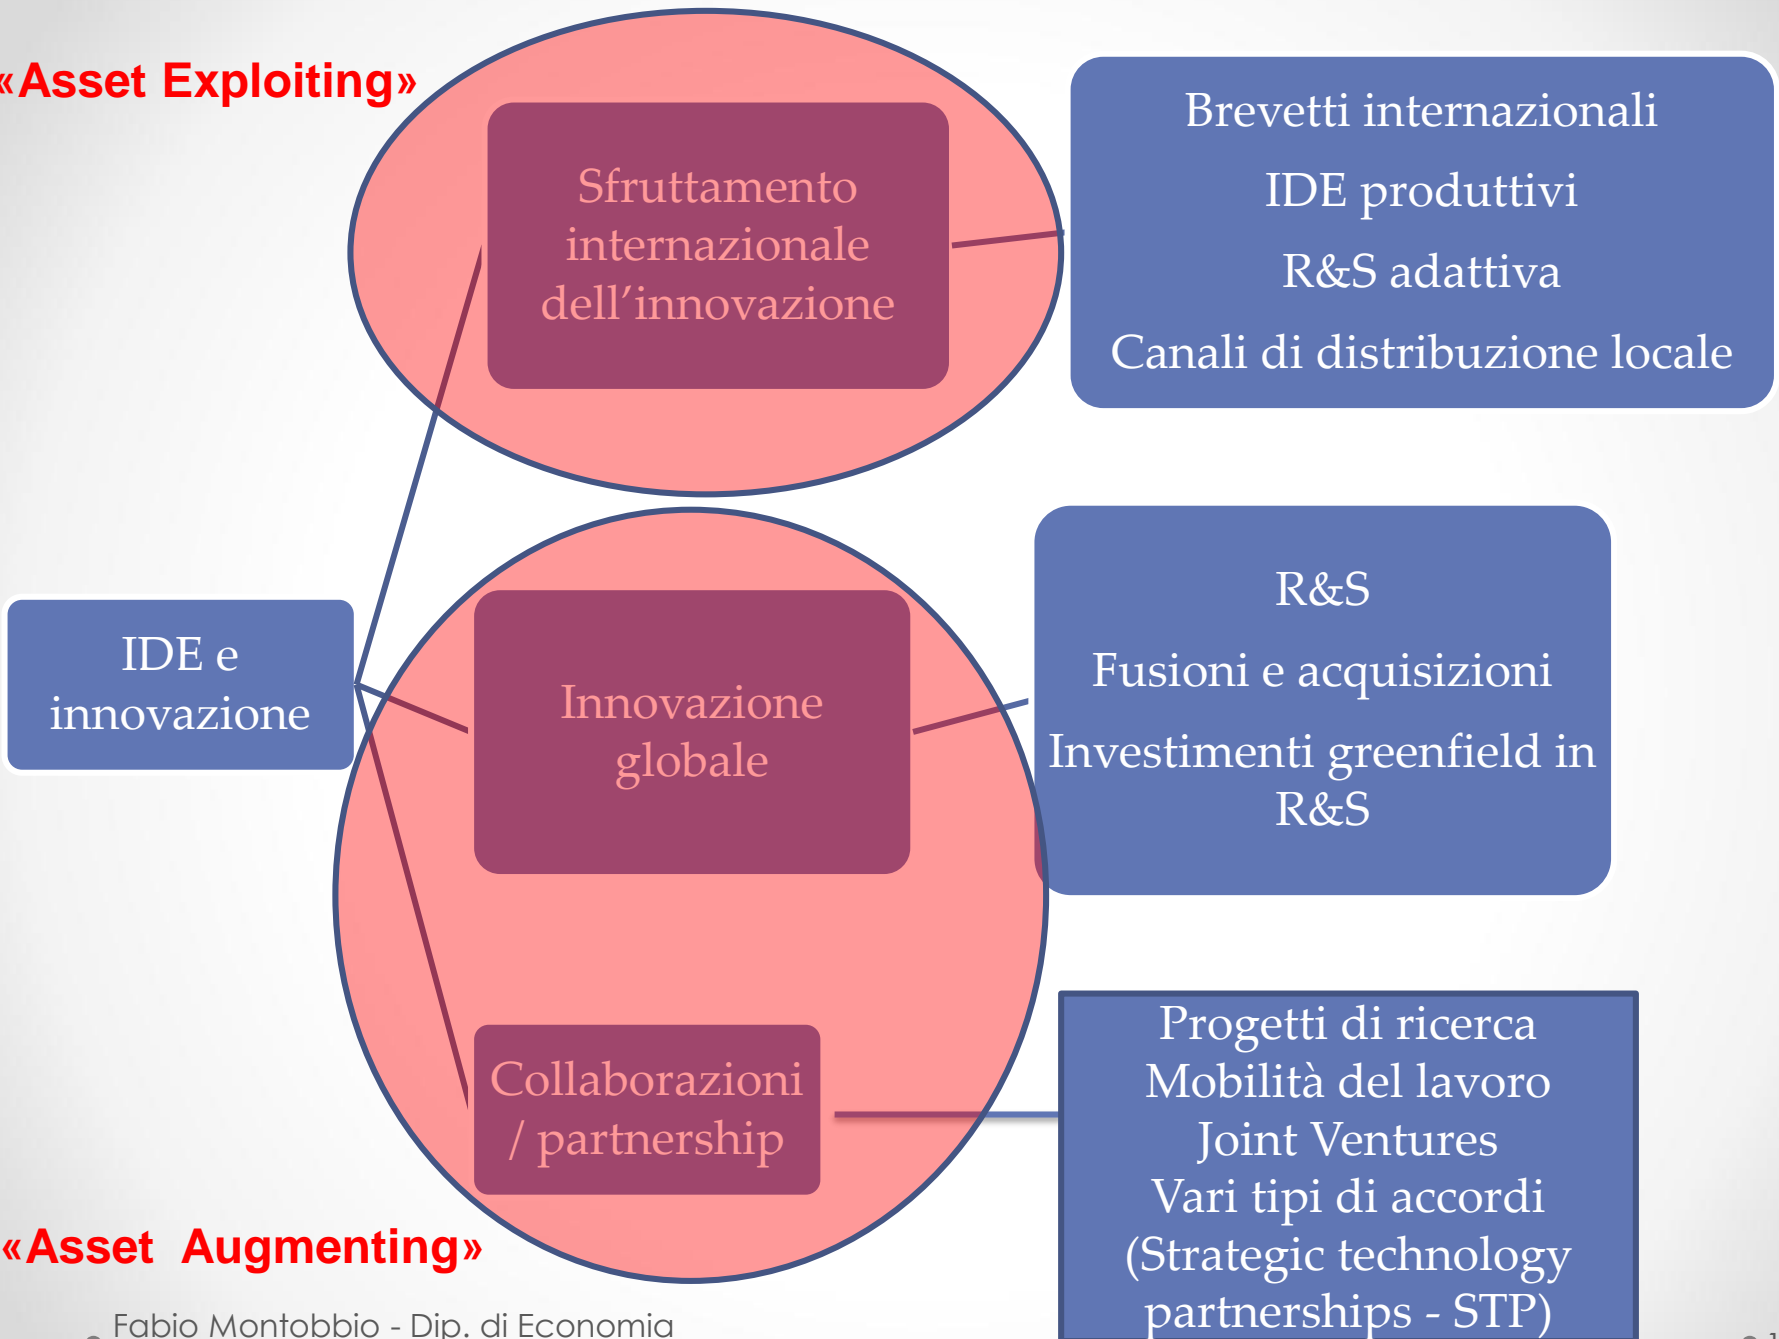 «Asset Exploiting»
Sfruttamento
internazionale
dell’innovazione
Brevetti internazionali
IDE produttivi
R&S adattiva
Canali di distribuzione locale
IDE e
innovazione
Innovazione
globale
R&S
Fusioni e acquisizioni
Investimenti greenfield in
R&S
Collaborazioni
/ partnership
Progetti di ricerca
Mobilità del lavoro
Joint Ventures
Vari tipi di accordi
(Strategic technology
partnerships - STP)
«Asset Augmenting»
Fabio Montobbio - Dip. di Economia